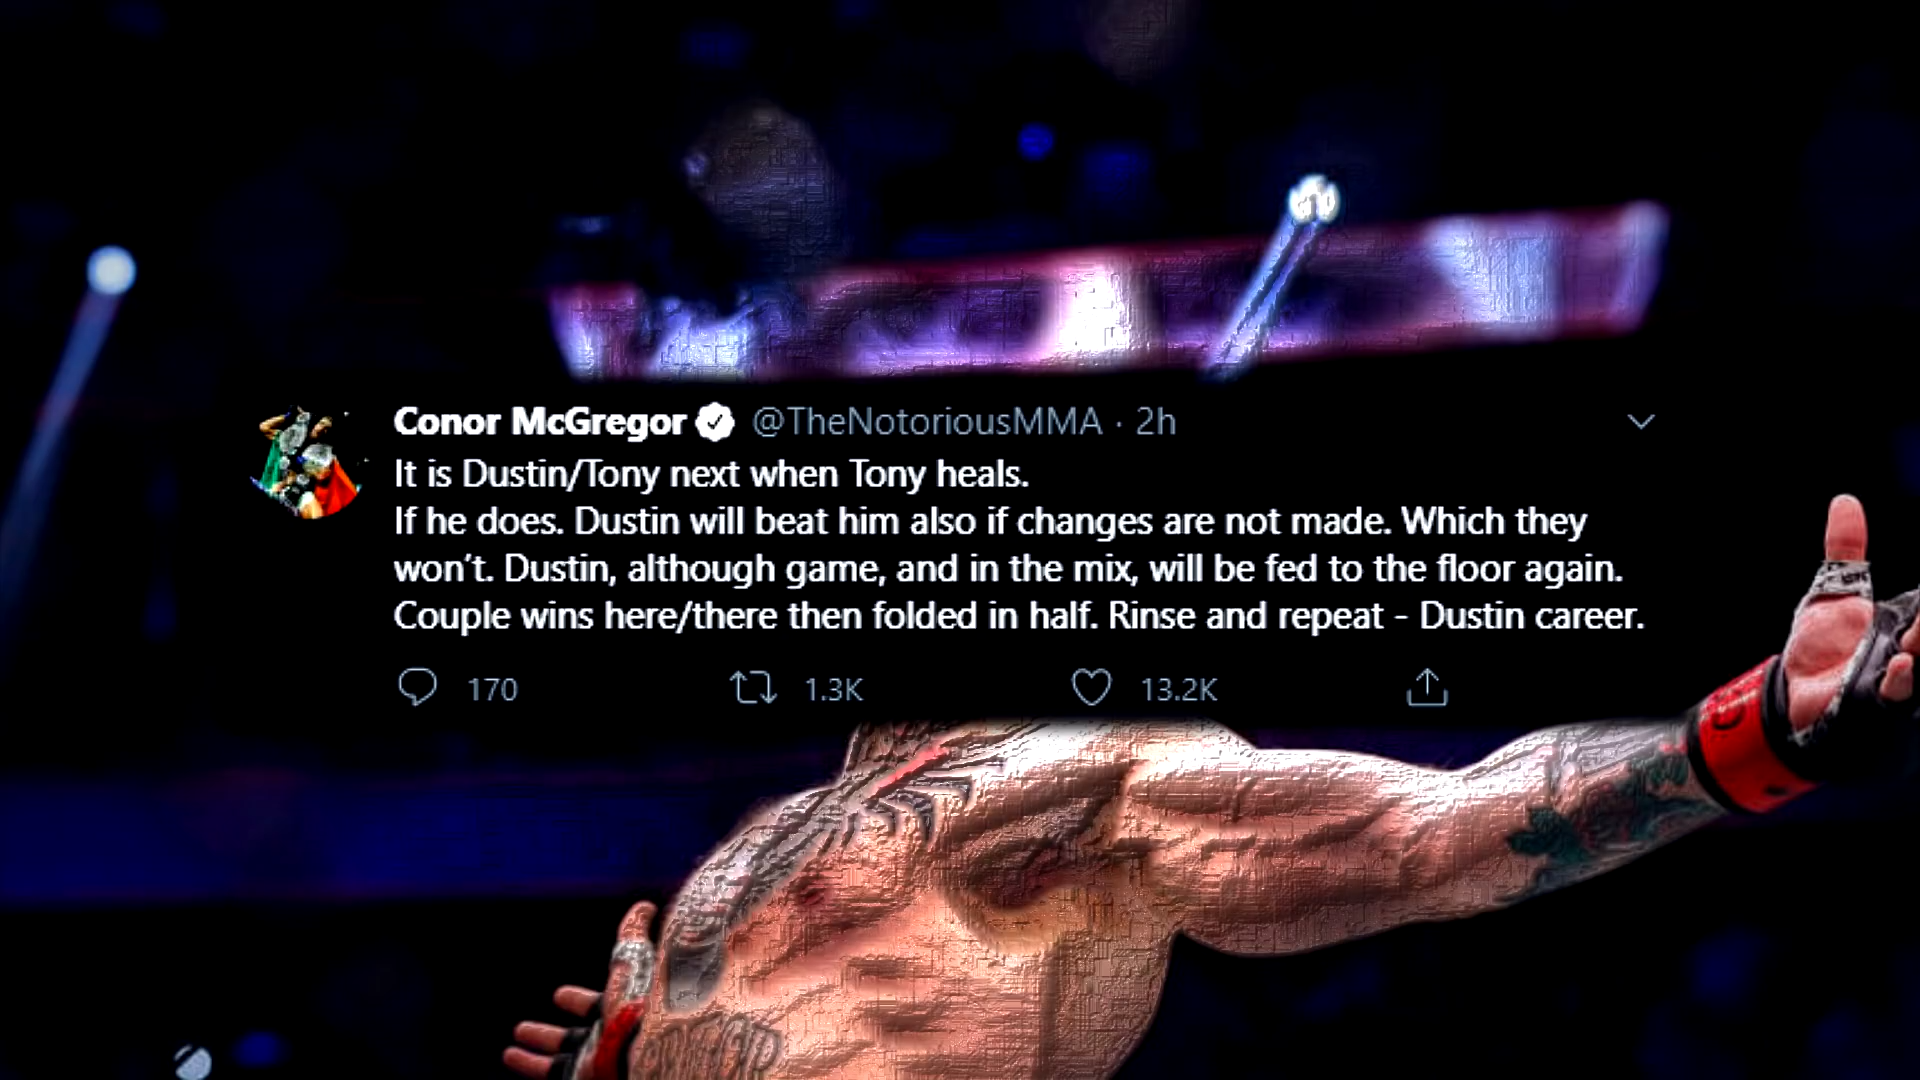 Conor McGregor @TheNotoriousMMA · 2h
It is Dustin/Tony next when Tony heals.
If he does. Dustin will beat him also if changes are not made. Which they
won’t. Dustin, although game, and in the mix, will be fed to the floor again.
Couple wins here/there then folded in half. Rinse and repeat - Dustin career.
170 1.3K 13.2K